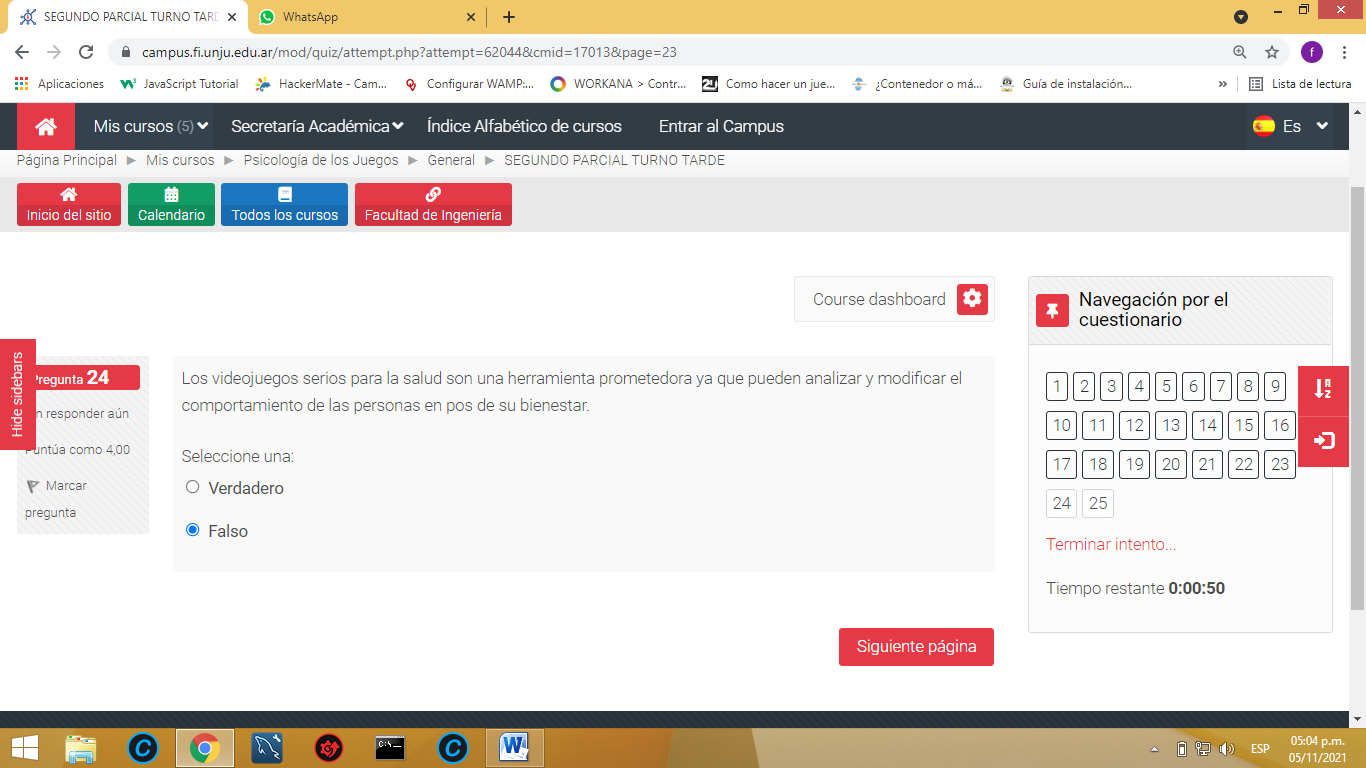 SEGUNDO PARCIAL TURNO TARD
WhatsApp
campus.fi.unju.edu.ar/mod/quiz/attempt.php?attempt=62044&cmid=17013&page=23
f
Aplicaciones
JavaScript Tutorial
HackerMate - Cam...
Configurar WAMP:...
WORKANA > Contr...
Como hacer un jue...
¿Contenedor o má...
Guía de instalación...
»
Lista de lectura
Mis cursos (5)
Secretaría Académica
Índice Alfabético de cursos
Entrar al Campus
Es
Página Principal ► Mis cursos ► Psicología de los Juegos ► General ► SEGUNDO PARCIAL TURNO TARDE
Inicio del sitio
Calendario
Todos los cursos
Facultad de Ingeniería
Course dashboard
Hide sidebars
Pregunta 24
n responder aún
Puntúa como 4,00
Marcar
pregunta
Los videojuegos serios para la salud son una herramienta prometedora ya que pueden analizar y modificar el
comportamiento de las personas en pos de su bienestar.
Seleccione una:
Verdadero
Falso
Siguiente página
Navegación por el
cuestionario
1 2 3 4 5 6 7 8 9
10 11 12 13 14 15 16
17 18 19 20 21 22 23
24 25
Terminar intento...
Tiempo restante 0:00:50
ESP
05:04 p.m.
05/11/2021